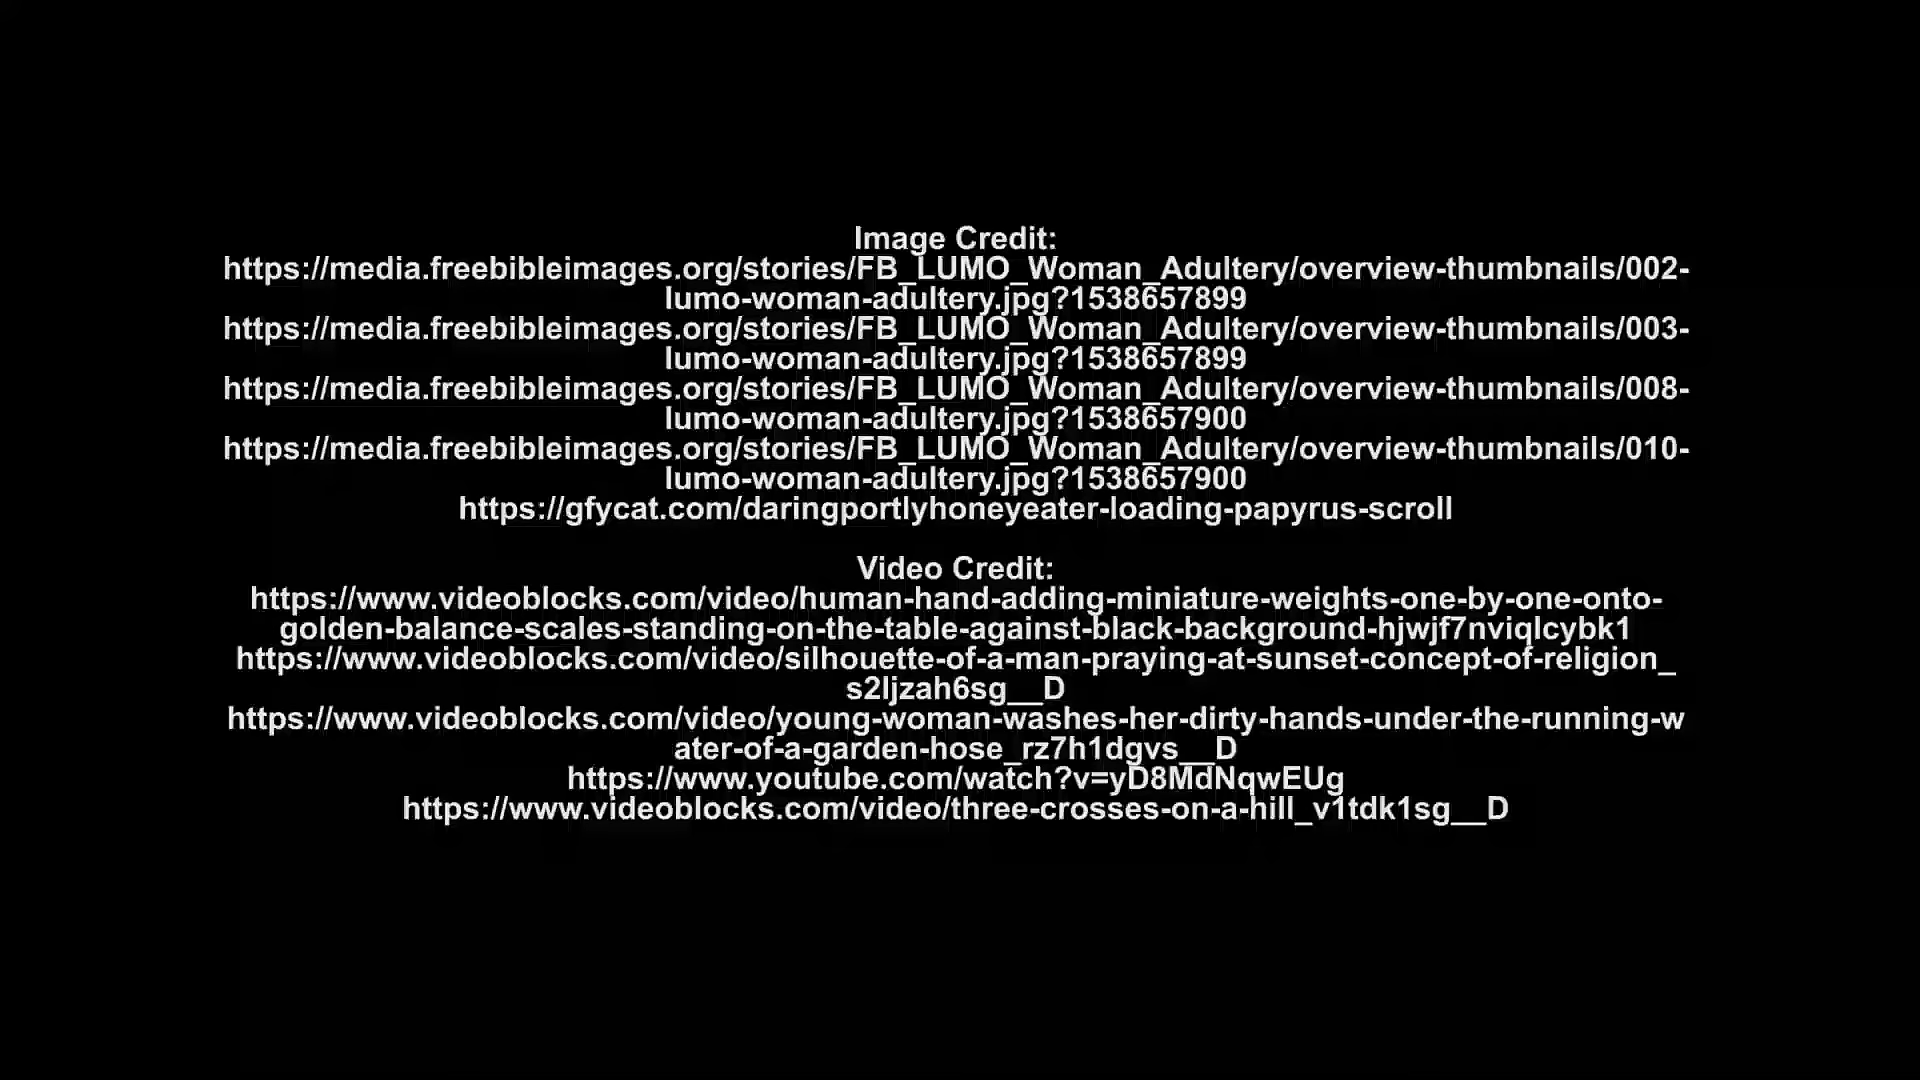 Image Credit:
https://media.freebibleimages.org/stories/FB_LUMO_Woman_Adultery/overview-thumbnails/002-
lumo-woman-adultery.jpg?1538657899
https://media.freebibleimages.org/stories/FB_LUMO_Woman_Adultery/overview-thumbnails/003-
lumo-woman-adultery.jpg?1538657899
https://media.freebibleimages.org/stories/FB_LUMO_Woman_Adultery/overview-thumbnails/008-
lumo-woman-adultery.jpg?1538657900
https://media.freebibleimages.org/stories/FB_LUMO_Woman_Adultery/overview-thumbnails/010-
lumo-woman-adultery.jpg?1538657900
https://gfycat.com/daringportlyhoneyeater-loading-papyrus-scroll
Video Credit:
https://www.videoblocks.com/video/human-hand-adding-miniature-weights-one-by-one-onto-
golden-balance-scales-standing-on-the-table-against-black-background-hjwjf7nviqlcybk1
https://www.videoblocks.com/video/silhouette-of-a-man-praying-at-sunset-concept-of-religion_
s2ljzah6sg__D
https://www.videoblocks.com/video/young-woman-washes-her-dirty-hands-under-the-running-w
ater-of-a-garden-hose_rz7h1dgvs__D
https://www.youtube.com/watch?v=yD8MdNqwEUg
https://www.videoblocks.com/video/three-crosses-on-a-hill_v1tdk1sg__D